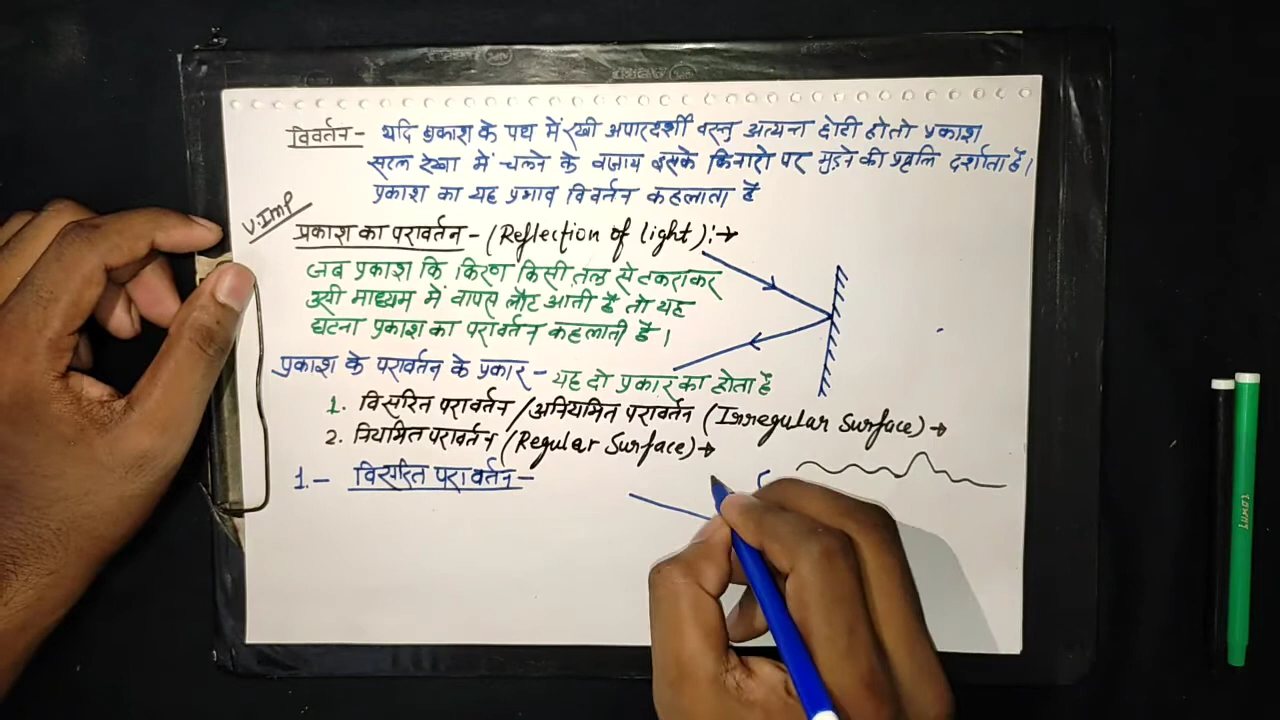 विवर्तन - यदि प्रकाश के पथ में रखी अपारदर्शी वस्तु अत्यन्त छोटी हो तो प्रकाश
सरल रेखा में चलने के बजाय इसके किनारो पर मुड़ने की प्रवृत्ति दर्शाता है।
प्रकाश का यह प्रभाव विवर्तन कहलाता है
V.Imp
प्रकाश का परावर्तन - (Reflection of light) :→
जब प्रकाश कि किरण किसी तल से टकराकर
उसी माध्यम में वापस लौट आती है तो यह
घटना प्रकाश का परावर्तन कहलाती है।
प्रकाश के परावर्तन के प्रकार - यह दो प्रकार का होता है
1. विसरित परावर्तन / अनियमित परावर्तन (Irregular Surface) →
2. नियमित परावर्तन (Regular Surface) →
1.- विसरित परावर्तन -